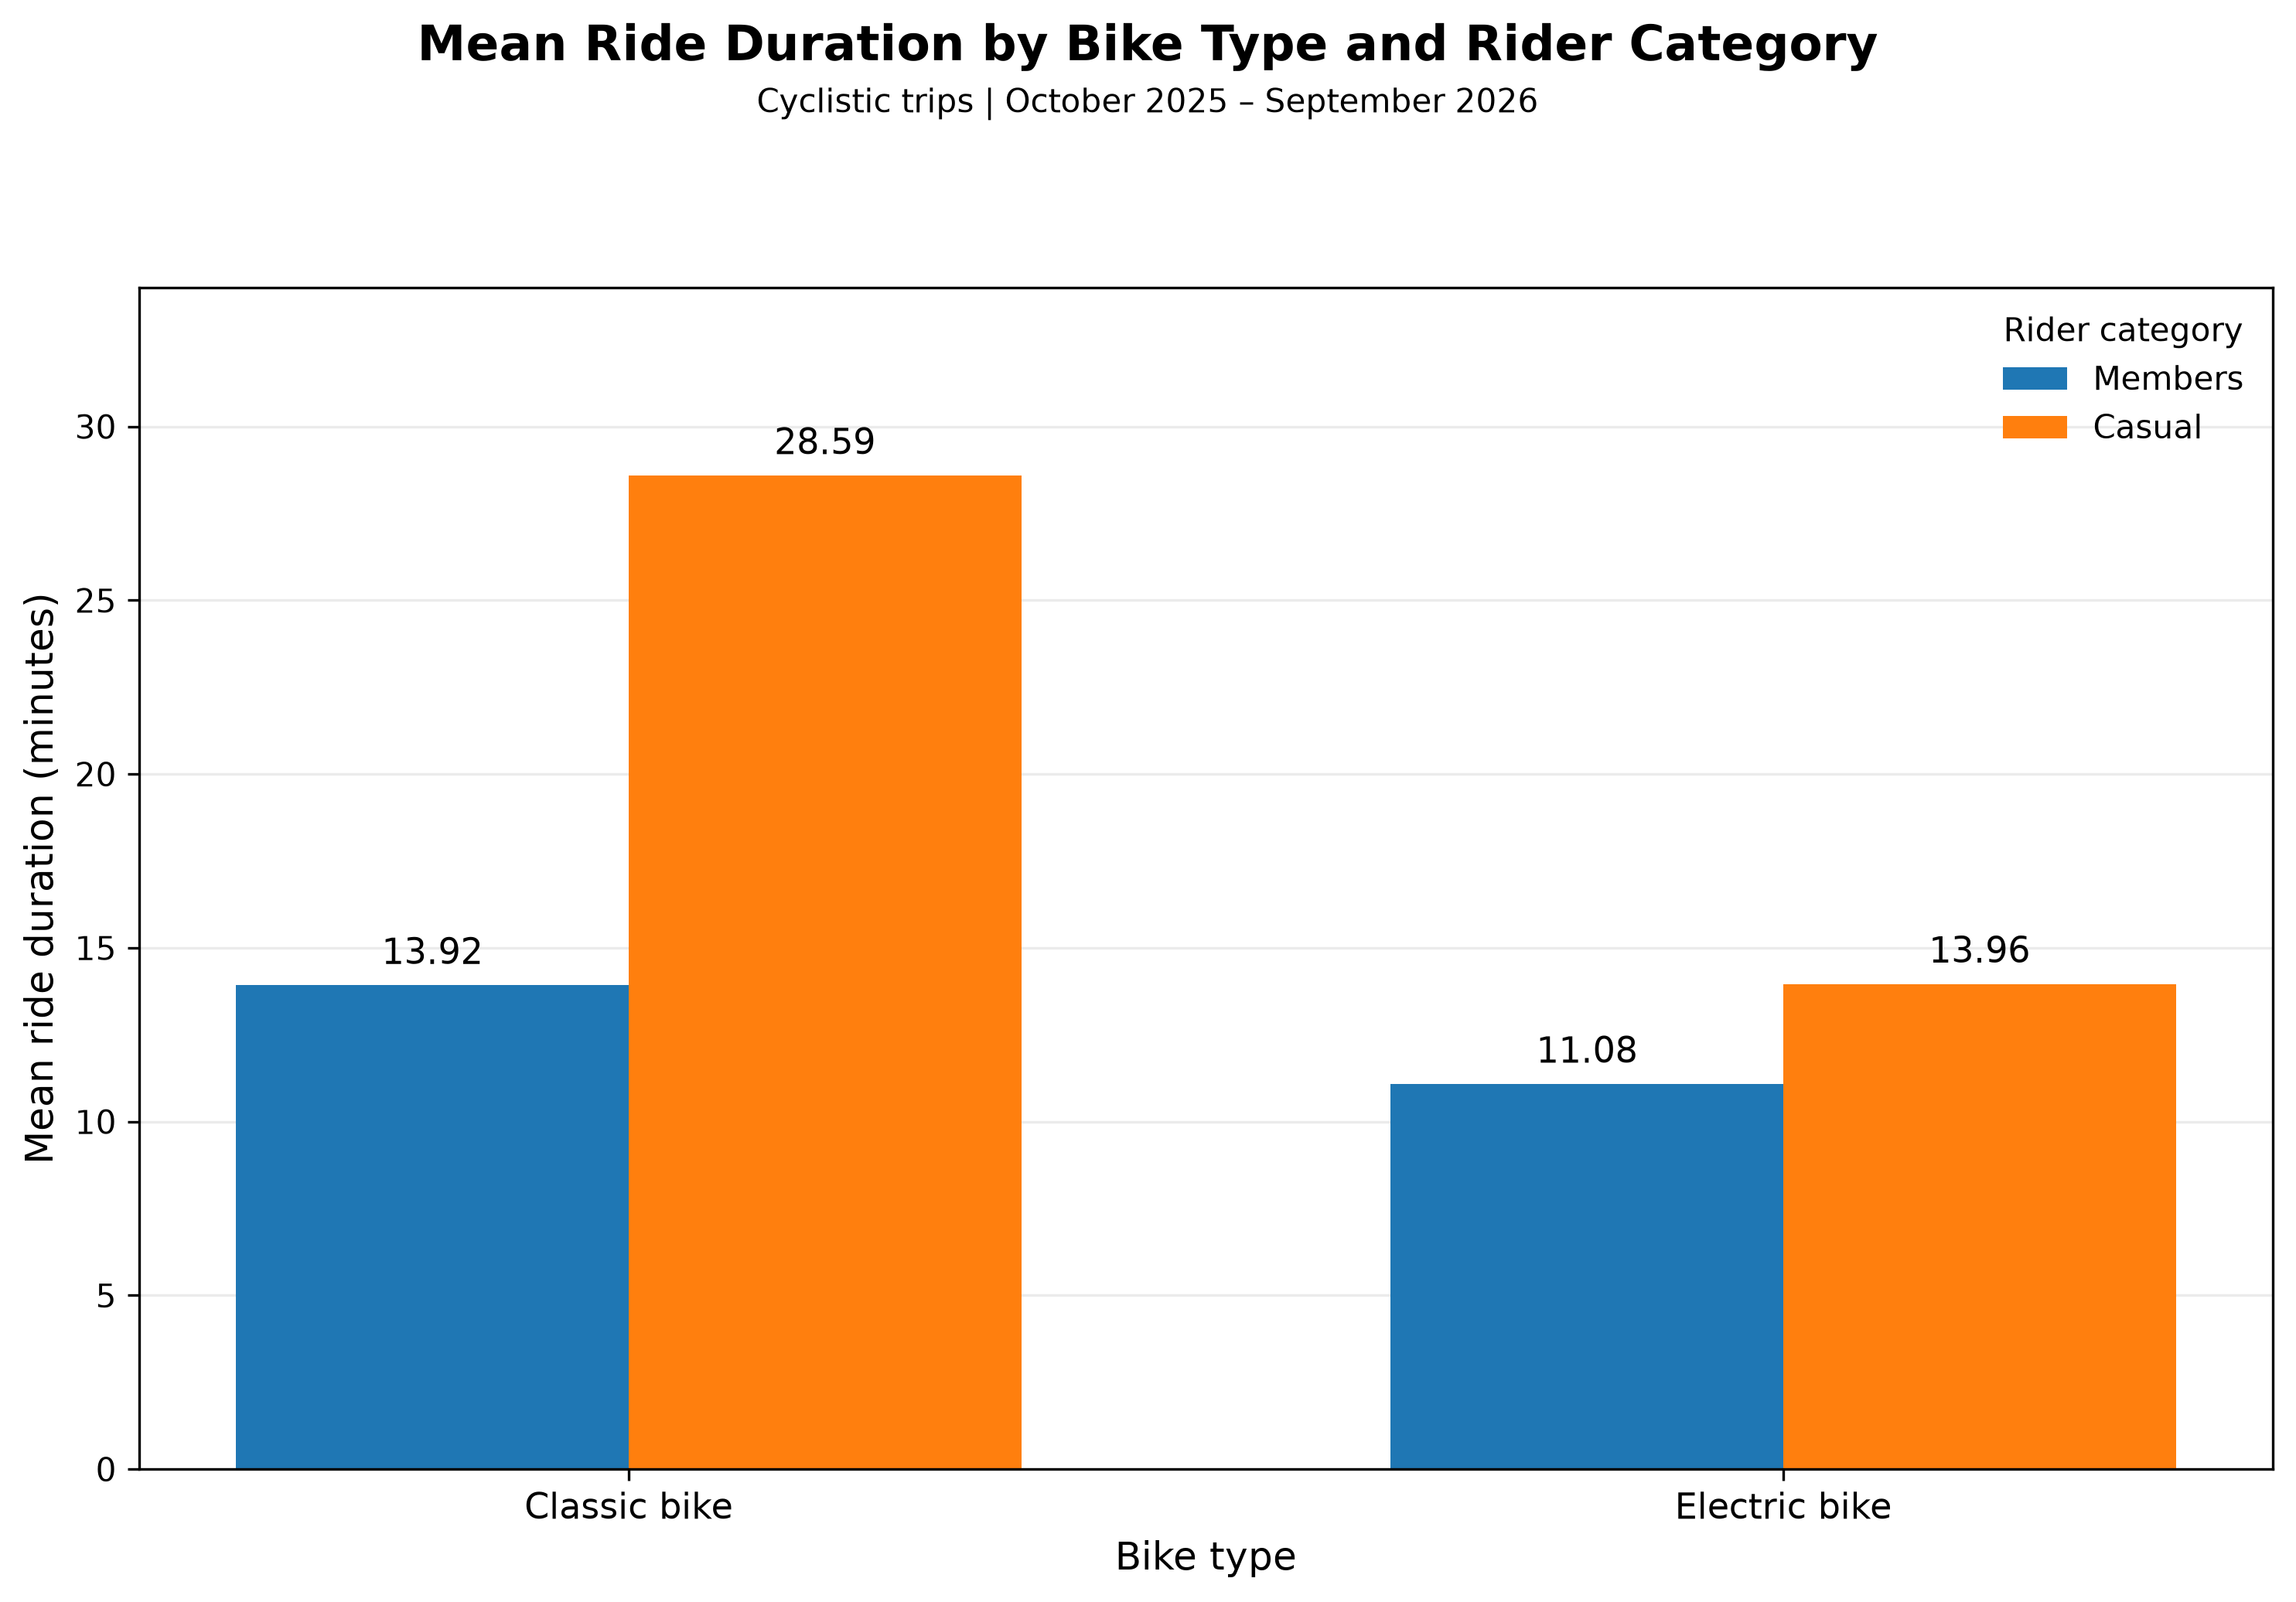 Mean Ride Duration by Bike Type and Rider Category
Cyclistic trips | October 2025 – September 2026
Rider category
Members
Casual
Mean ride duration (minutes)
30
25
20
15
10
5
0
13.92
28.59
11.08
13.96
Classic bike
Electric bike
Bike type